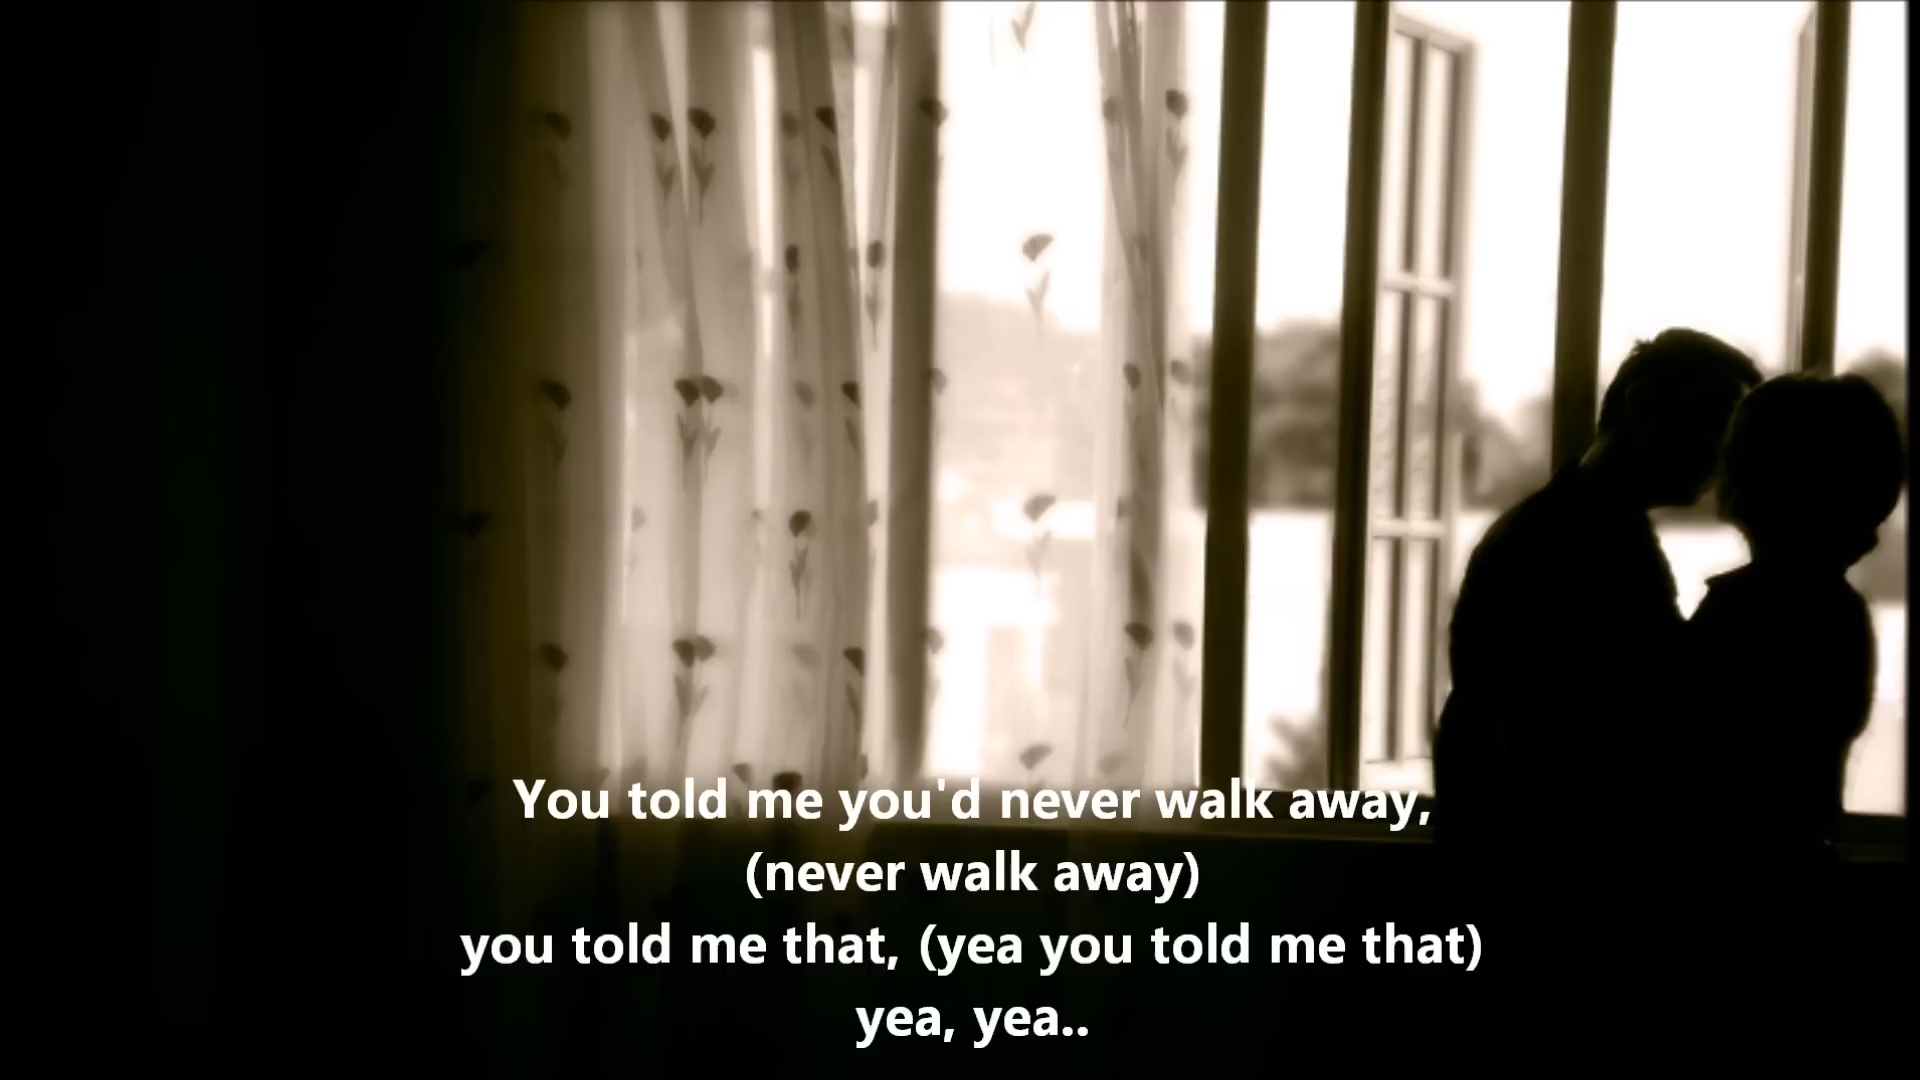 You told me you'd never walk away,
(never walk away)
you told me that, (yea you told me that)
yea, yea..